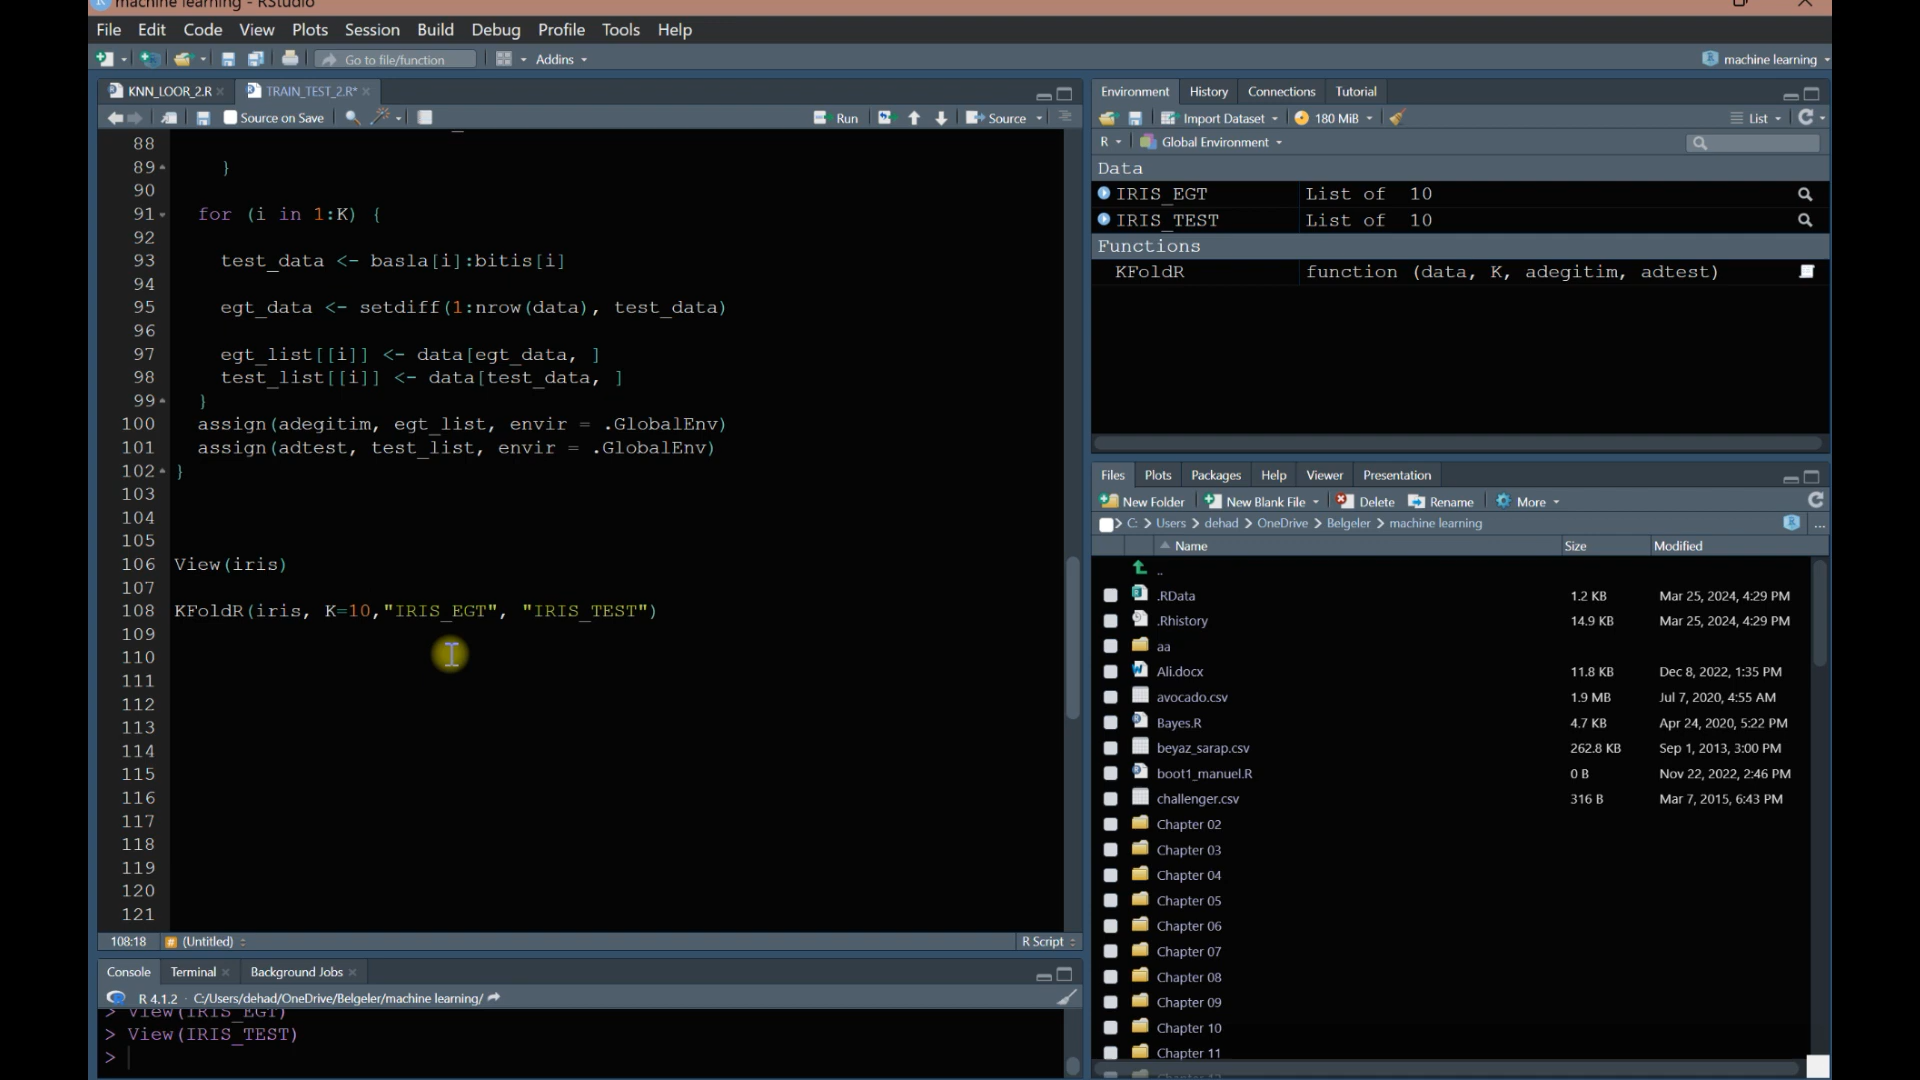 machine learning - RStudio
File Edit Code View Plots Session Build Debug Profile Tools Help
Go to file/function Addins machine learning
KNN_LOOR_2.R TRAIN_TEST_2.R*
Source on Save Run Source
88
89 }
90
91 for (i in 1:K) {
92
93 test_data <- basla[i]:bitis[i]
94
95 egt_data <- setdiff(1:nrow(data), test_data)
96
97 egt_list[[i]] <- data[egt_data, ]
98 test_list[[i]] <- data[test_data, ]
99 }
100 assign(adegitim, egt_list, envir = .GlobalEnv)
101 assign(adtest, test_list, envir = .GlobalEnv)
102 }
103
104
105
106 View(iris)
107
108 KFoldR(iris, K=10,"IRIS_EGT", "IRIS_TEST")
109
110
111
112
113
114
115
116
117
118
119
120
121
108:18 (Untitled) R Script
Console Terminal Background Jobs
R 4.1.2 · C:/Users/dehad/OneDrive/Belgeler/machine learning/
> View(IRIS_EGT)
> View(IRIS_TEST)
>
Environment History Connections Tutorial
Import Dataset 180 MiB List
R Global Environment
Data
IRIS_EGT List of 10
IRIS_TEST List of 10
Functions
KFoldR function (data, K, adegitim, adtest)
Files Plots Packages Help Viewer Presentation
New Folder New Blank File Delete Rename More
C: > Users > dehad > OneDrive > Belgeler > machine learning ...
Name Size Modified
..
.RData 1.2 KB Mar 25, 2024, 4:29 PM
.Rhistory 14.9 KB Mar 25, 2024, 4:29 PM
aa
Ali.docx 11.8 KB Dec 8, 2022, 1:35 PM
avocado.csv 1.9 MB Jul 7, 2020, 4:55 AM
Bayes.R 4.7 KB Apr 24, 2020, 5:22 PM
beyaz_sarap.csv 262.8 KB Sep 1, 2013, 3:00 PM
boot1_manuel.R 0 B Nov 22, 2022, 2:46 PM
challenger.csv 316 B Mar 7, 2015, 6:43 PM
Chapter 02
Chapter 03
Chapter 04
Chapter 05
Chapter 06
Chapter 07
Chapter 08
Chapter 09
Chapter 10
Chapter 11